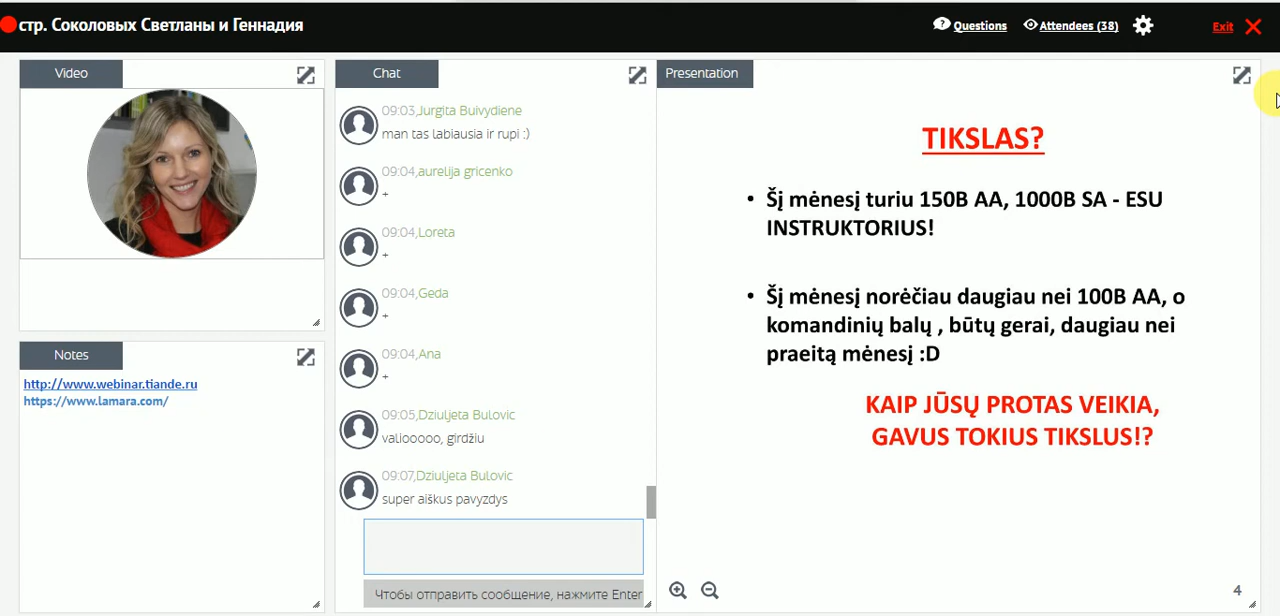 стр. Соколовых Светланы и Геннадия
Questions
Attendees (38)
Exit
Video
Chat
Presentation
09:03,Jurgita Buivydiene
man tas labiausia ir rupi :)
09:04,aurelija gricenko
+
09:04,Loreta
+
09:04,Geda
+
09:04,Ana
+
09:05,Dziuljeta Bulovic
valiooooo, girdžiu
09:07,Dziuljeta Bulovic
super aiškus pavyzdys
Чтобы отправить сообщение, нажмите Enter
Notes
http://www.webinar.tiande.ru
https://www.lamara.com/
TIKSLAS?
• Šį mėnesį turiu 150B AA, 1000B SA - ESU
INSTRUKTORIUS!
• Šį mėnesį norėčiau daugiau nei 100B AA, o
komandinių balų , būtų gerai, daugiau nei
praeitą mėnesį :D
KAIP JŪSŲ PROTAS VEIKIA,
GAVUS TOKIUS TIKSLUS!?
4